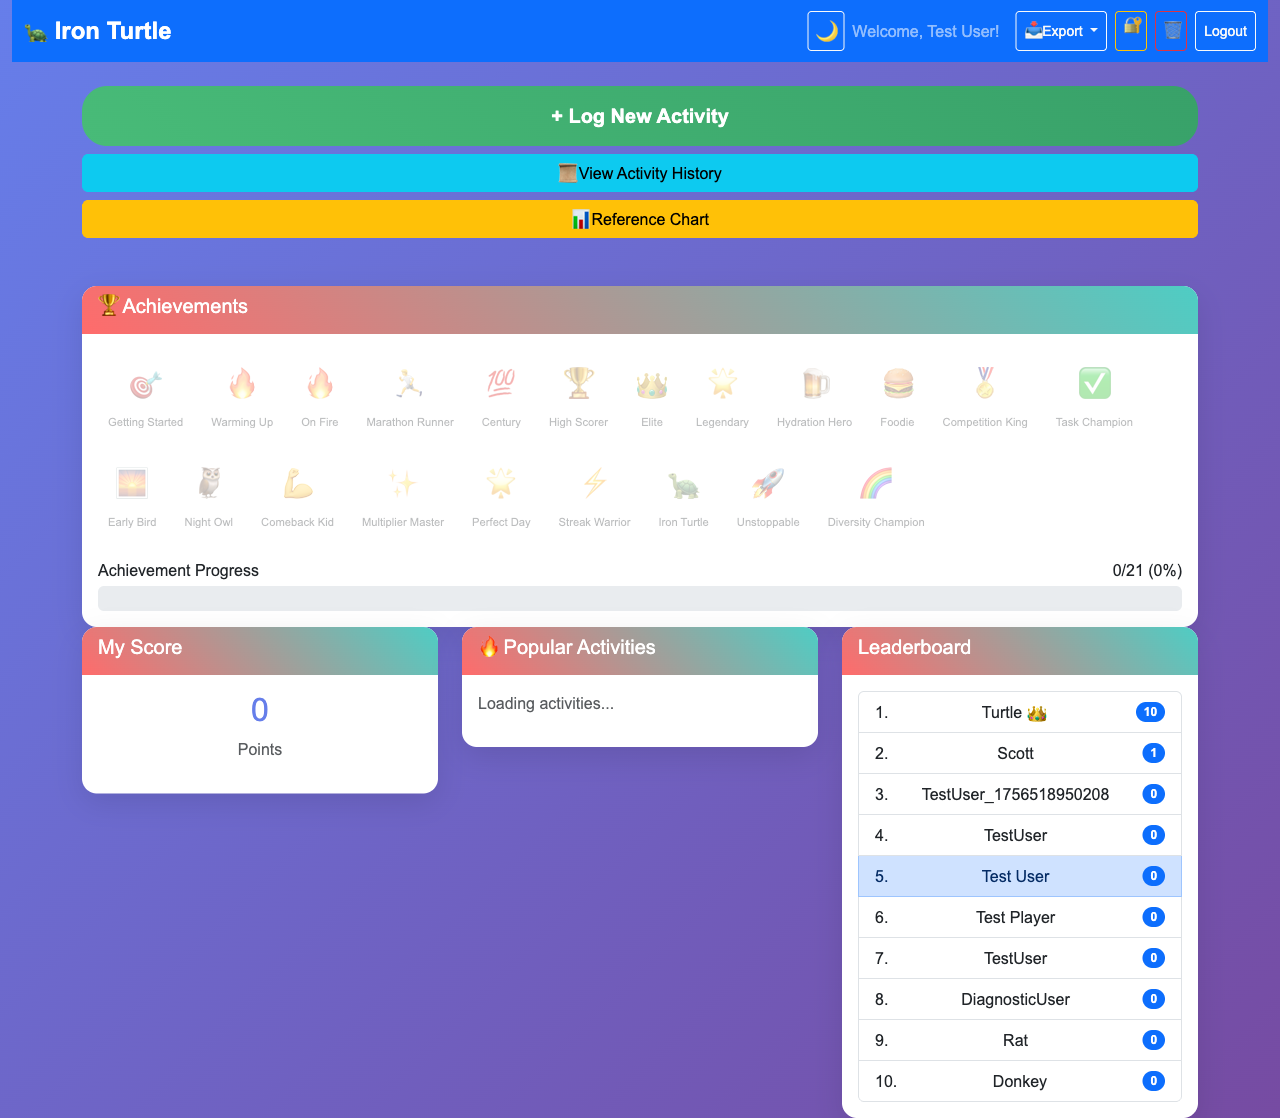 Iron Turtle
Welcome, Test User!
Export
Logout
+ Log New Activity
View Activity History
Reference Chart
Achievements
Getting Started
Warming Up
On Fire
Marathon Runner
Century
High Scorer
Elite
Legendary
Hydration Hero
Foodie
Competition King
Task Champion
Early Bird
Night Owl
Comeback Kid
Multiplier Master
Perfect Day
Streak Warrior
Iron Turtle
Unstoppable
Diversity Champion
Achievement Progress
0/21 (0%)
My Score
0
Points
Popular Activities
Loading activities...
Leaderboard
1. Turtle 10
2. Scott 1
3. TestUser_1756518950208 0
4. TestUser 0
5. Test User 0
6. Test Player 0
7. TestUser 0
8. DiagnosticUser 0
9. Rat 0
10. Donkey 0